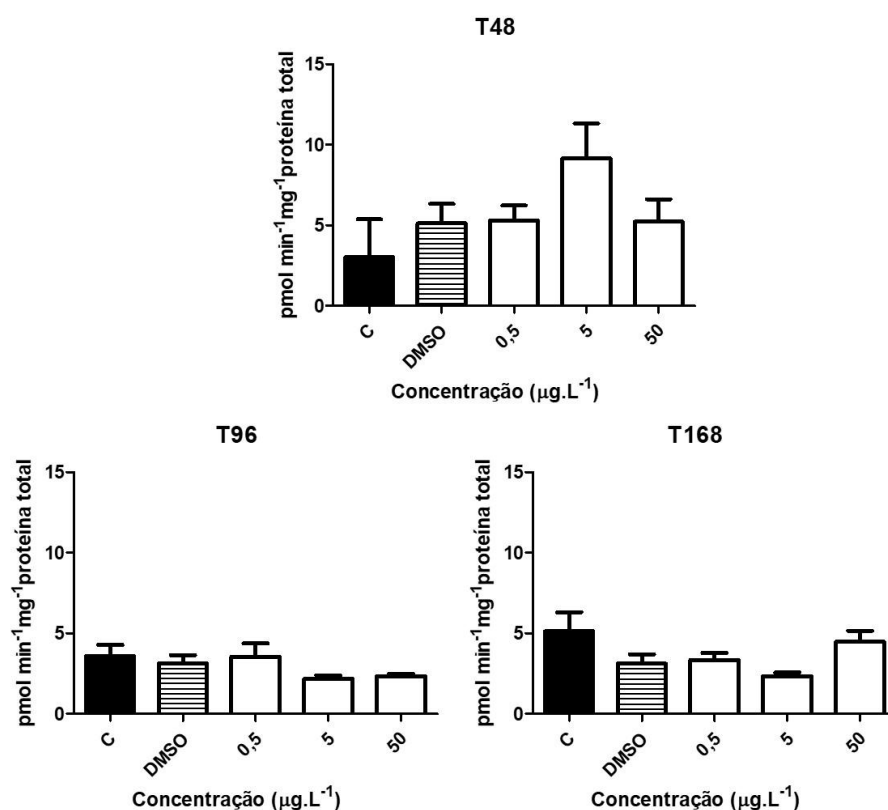 T48
pmol min⁻¹mg⁻¹proteína total
15
10
5
0
C
DMSO
0,5
5
50
Concentração (µg.L⁻¹)
T96
pmol min⁻¹mg⁻¹proteína total
15
10
5
0
C
DMSO
0,5
5
50
Concentração (µg.L⁻¹)
T168
pmol min⁻¹mg⁻¹proteína total
15
10
5
0
C
DMSO
0,5
5
50
Concentração (µg.L⁻¹)